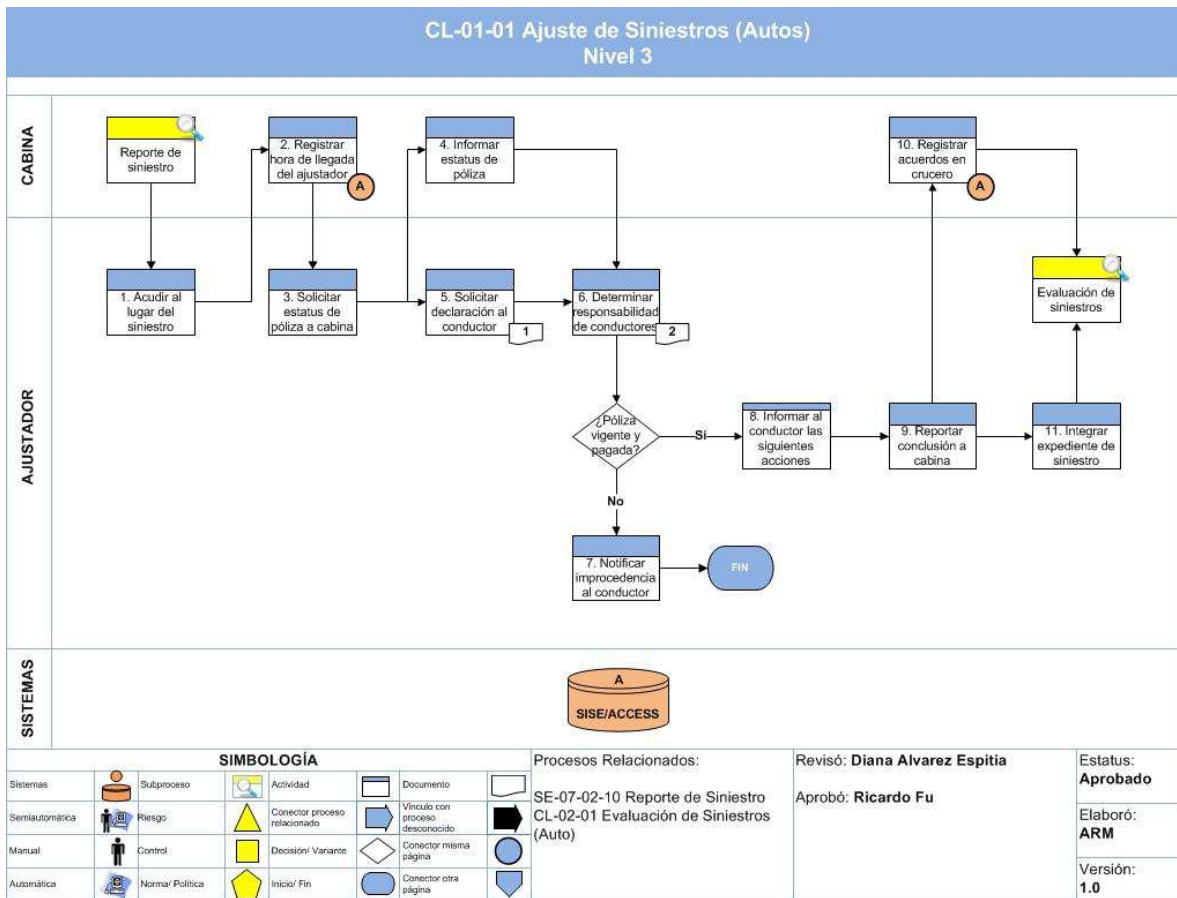 CL-01-01 Ajuste de Siniestros (Autos)
Nivel 3
CABINA
Reporte de
siniestro
2. Registrar
hora de llegada
del ajustador
A
4. Informar
estatus de
póliza
10. Registrar
acuerdos en
crucero
A
AJUSTADOR
1. Acudir al
lugar del
siniestro
3. Solicitar
estatus de
póliza a cabina
5. Solicitar
declaración al
conductor
1
6. Determinar
responsabilidad
de conductores
2
Evaluación de
siniestros
¿Póliza
vigente y
pagada?
Sí
8. Informar al
conductor las
siguientes
acciones
9. Reportar
conclusión a
cabina
11. Integrar
expediente de
siniestro
No
7. Notificar
improcedencia
al conductor
FIN
SISTEMAS
A
SISE/ACCESS
SIMBOLOGÍA
Sistemas
Subproceso
Actividad
Documento
Semiautomática
Riesgo
Conector proceso
relacionado
Vínculo con
proceso
desconocido
Manual
Control
Decisión/ Variante
Conector misma
página
Automática
Norma/ Política
Inicio/ Fin
Conector otra
página
Procesos Relacionados:
SE-07-02-10 Reporte de Siniestro
CL-02-01 Evaluación de Siniestros
(Auto)
Revisó: Diana Alvarez Espitia
Aprobó: Ricardo Fu
Estatus:
Aprobado
Elaboró:
ARM
Versión:
1.0